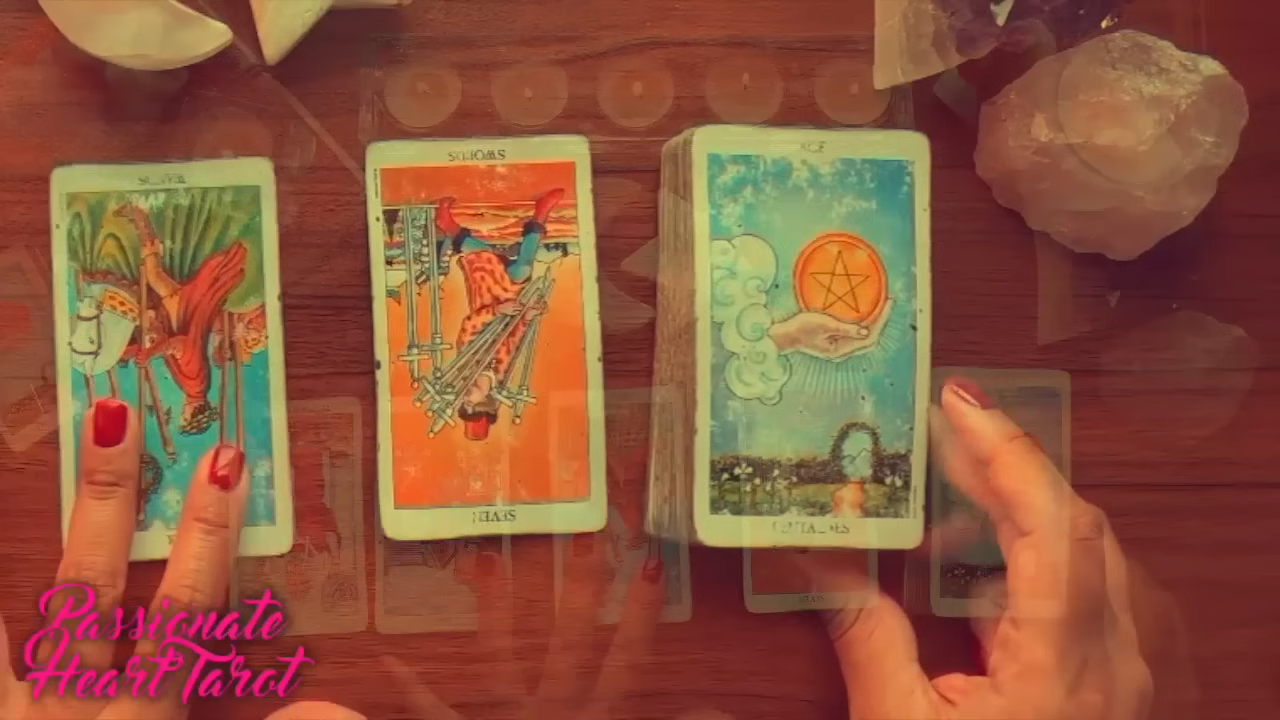 SWORDS
ACE
SEVEN
PENTACLES
Passionate
Heart Tarot